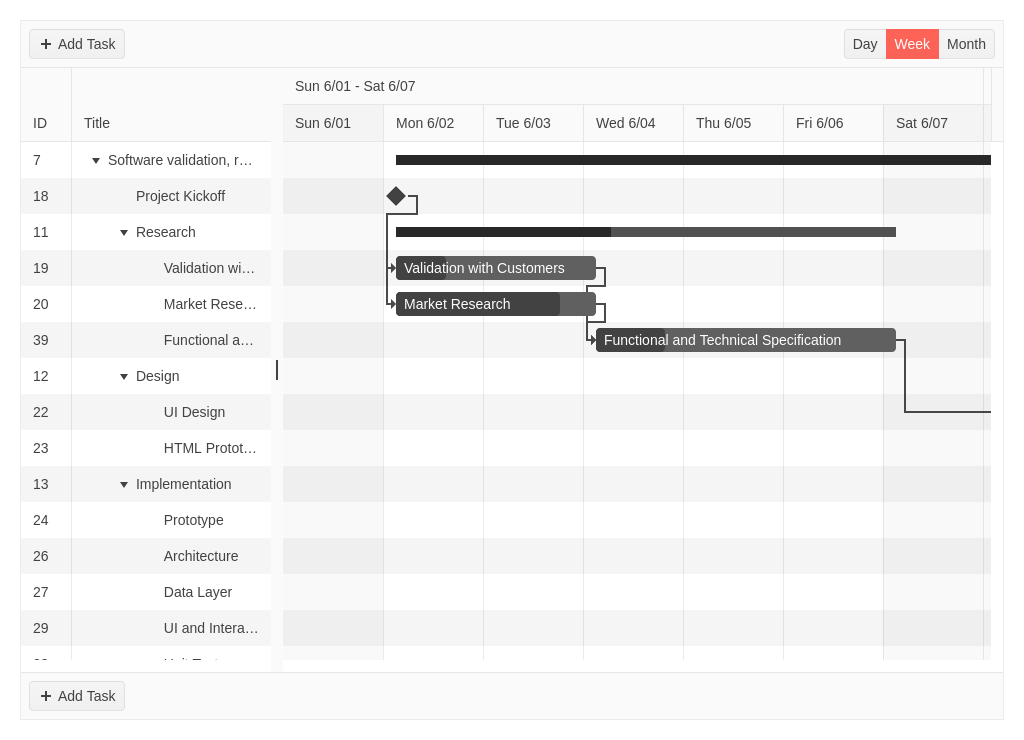 Add Task
Day Week Month
Sun 6/01 - Sat 6/07
ID Title Sun 6/01 Mon 6/02 Tue 6/03 Wed 6/04 Thu 6/05 Fri 6/06 Sat 6/07
7 Software validation, r…
18 Project Kickoff
11 Research
19 Validation wi… Validation with Customers
20 Market Rese… Market Research
39 Functional a… Functional and Technical Specification
12 Design
22 UI Design
23 HTML Protot…
13 Implementation
24 Prototype
26 Architecture
27 Data Layer
29 UI and Intera…
Add Task